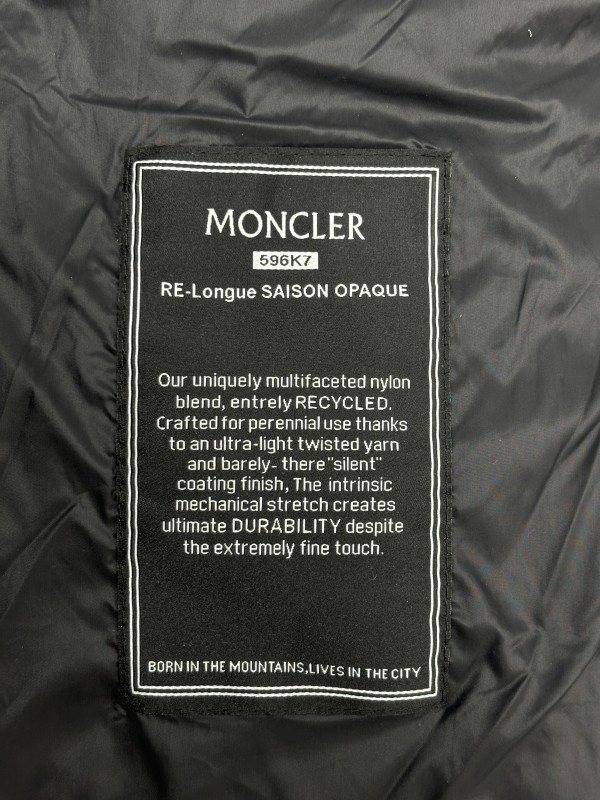 MONCLER
596K7
RE-Longue SAISON OPAQUE
Our uniquely multifaceted nylon
blend, entrely RECYCLED.
Crafted for perennial use thanks
to an ultra-light twisted yarn
and barely- there "silent"
coating finish, The intrinsic
mechanical stretch creates
ultimate DURABILITY despite
the extremely fine touch.
BORN IN THE MOUNTAINS,LIVES IN THE CITY